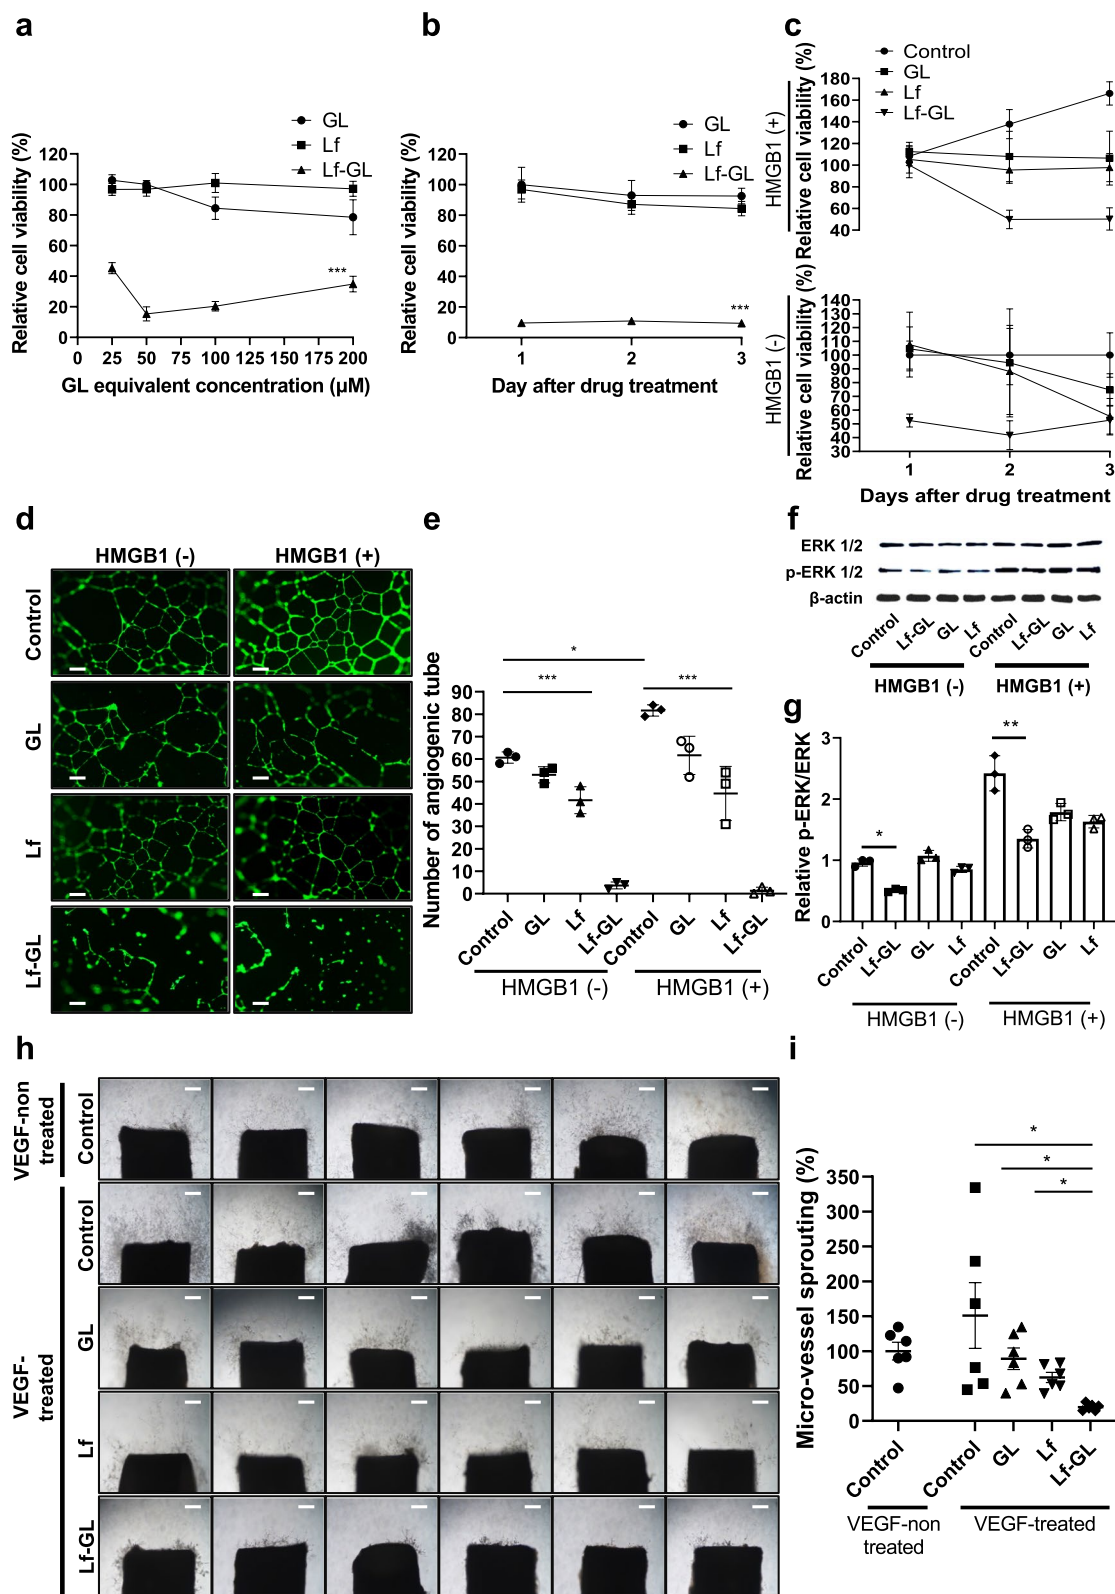 a
GL
Lf
Lf-GL
Relative cell viability (%)
120
100
80
60
40
20
0
***
0 25 50 75 100 125 150 175 200
GL equivalent concentration (µM)
b
GL
Lf
Lf-GL
Relative cell viability (%)
120
100
80
60
40
20
0
***
1 2 3
Day after drug treatment
c
Control
GL
Lf
Lf-GL
HMGB1 (+)
Relative cell viability (%)
180
160
140
120
100
80
60
40
HMGB1 (-)
Relative cell viability (%)
140
130
120
110
100
90
80
70
60
50
40
30
1 2 3
Days after drug treatment
d
HMGB1 (-) HMGB1 (+)
Control
GL
Lf
Lf-GL
e
Number of angiogenic tube
90
80
70
60
50
40
30
20
10
0
*
*** ***
Control GL Lf Lf-GL Control GL Lf Lf-GL
HMGB1 (-) HMGB1 (+)
f
ERK 1/2
p-ERK 1/2
β-actin
Control Lf-GL GL Lf Control Lf-GL GL Lf
HMGB1 (-) HMGB1 (+)
g
Relative p-ERK/ERK
3
2
1
0
* **
Control Lf-GL GL Lf Control Lf-GL GL Lf
HMGB1 (-) HMGB1 (+)
h
VEGF-non
treated
Control
VEGF-
treated
Control
GL
Lf
Lf-GL
i
Micro-vessel sprouting (%)
350
300
250
200
150
100
50
0
*
*
*
Control Control GL Lf Lf-GL
VEGF-non
treated
VEGF-treated